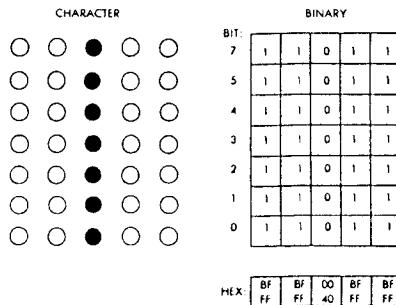 CHARACTER BINARY
BIT:
7 1 1 0 1 1
5 1 1 0 1 1
4 1 1 0 1 1
3 1 1 0 1 1
2 1 1 0 1 1
1 1 1 0 1 1
0 1 1 0 1 1
HEX: BF BF 00 BF BF
FF FF 40 FF FF